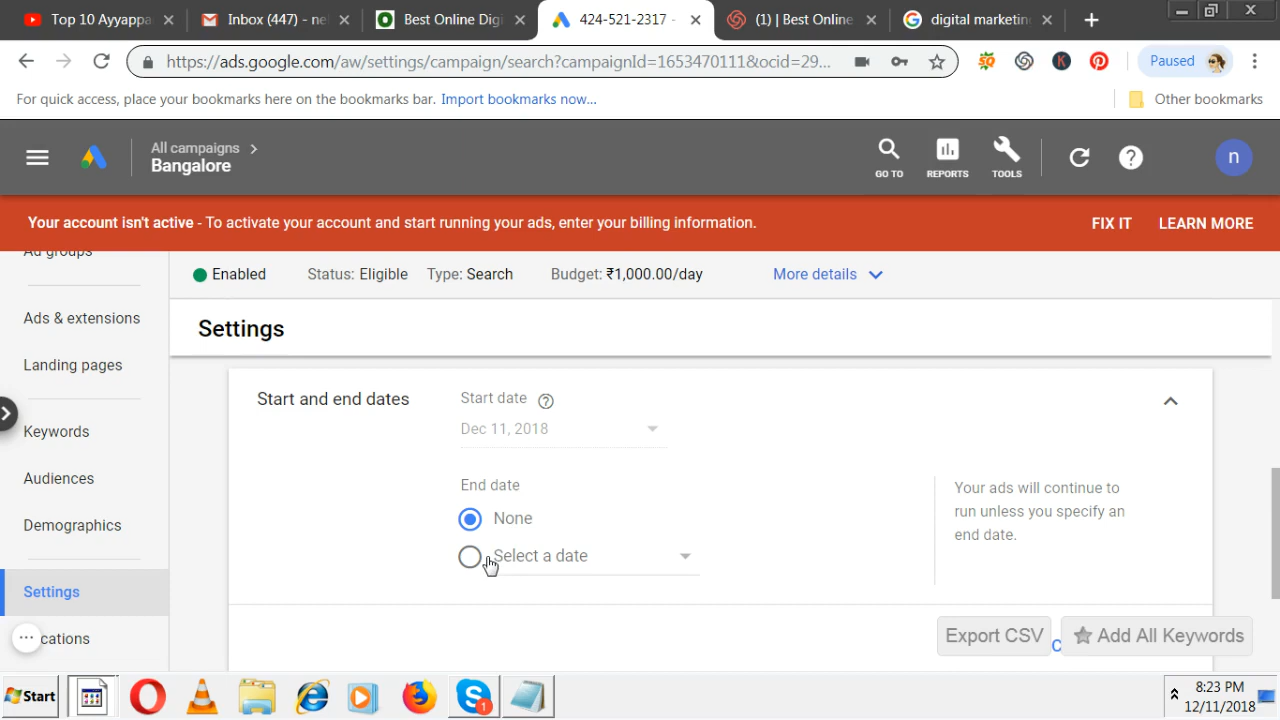 Top 10 Ayyappa
Inbox (447) - ne
Best Online Digi
424-521-2317 -
(1) | Best Online
digital marketin
https://ads.google.com/aw/settings/campaign/search?campaignId=1653470111&ocid=29...
Paused
For quick access, place your bookmarks here on the bookmarks bar. Import bookmarks now...
Other bookmarks
All campaigns
Bangalore
GO TO
REPORTS
TOOLS
n
Your account isn't active - To activate your account and start running your ads, enter your billing information.
FIX IT
LEARN MORE
Ad groups
Enabled
Status: Eligible
Type: Search
Budget: ₹1,000.00/day
More details
Ads & extensions
Landing pages
Keywords
Audiences
Demographics
Settings
cations
Settings
Start and end dates
Start date
Dec 11, 2018
End date
None
Select a date
Your ads will continue to
run unless you specify an
end date.
Export CSV
C
Add All Keywords
Start
1
8:23 PM
12/11/2018